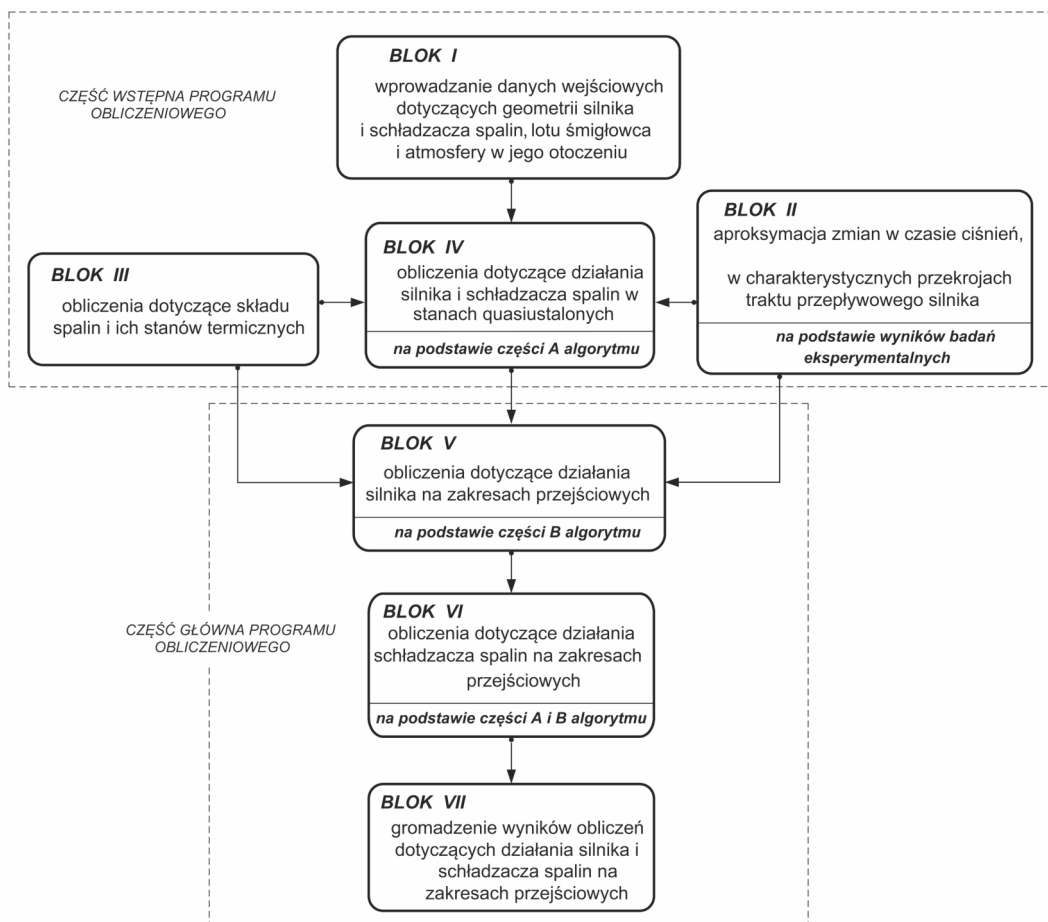 BLOK I
wprowadzanie danych wejściowych
dotyczących geometrii silnika
i schładzacza spalin, lotu śmigłowca
i atmosfery w jego otoczeniu
CZĘŚĆ WSTĘPNA PROGRAMU
OBLICZENIOWEGO
BLOK II
aproksymacja zmian w czasie ciśnień,
w charakterystycznych przekrojach
traktu przepływowego silnika
na podstawie wyników badań
eksperymentalnych
BLOK III
obliczenia dotyczące składu
spalin i ich stanów termicznych
BLOK IV
obliczenia dotyczące działania
silnika i schładzacza spalin w
stanach quasiustalonych
na podstawie części A algorytmu
BLOK V
obliczenia dotyczące działania
silnika na zakresach przejściowych
na podstawie części B algorytmu
CZĘŚĆ GŁÓWNA PROGRAMU
OBLICZENIOWEGO
BLOK VI
obliczenia dotyczące działania
schładzacza spalin na zakresach
przejściowych
na podstawie części A i B algorytmu
BLOK VII
gromadzenie wyników obliczeń
dotyczących działania silnika i
schładzacza spalin na
zakresach przejściowych